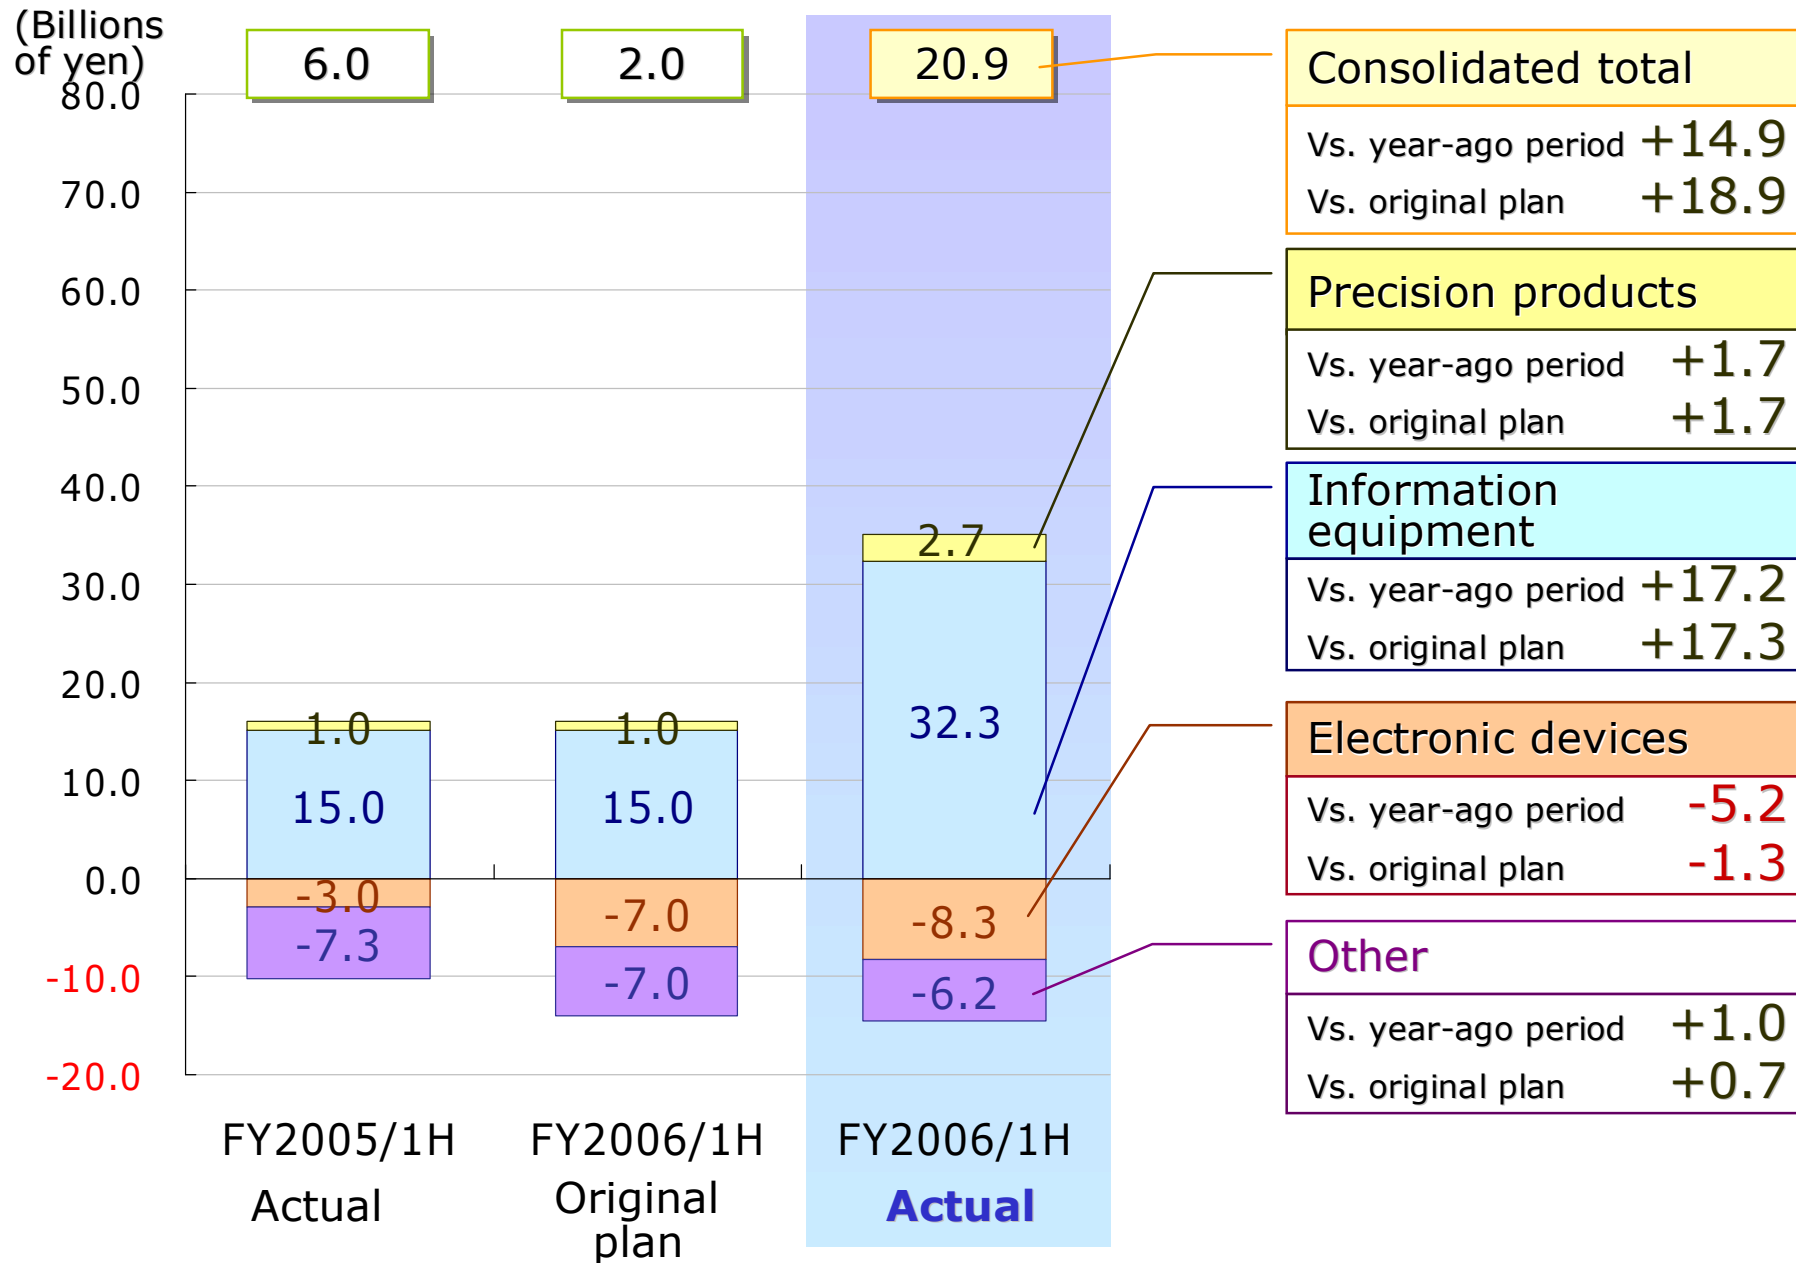 (Billions
of yen)
6.0
2.0
20.9
80.0
70.0
60.0
50.0
40.0
30.0
20.0
10.0
0.0
-10.0
-20.0
1.0
15.0
-3.0
-7.3
1.0
15.0
-7.0
-7.0
2.7
32.3
-8.3
-6.2
FY2005/1H
Actual
FY2006/1H
Original
plan
FY2006/1H
Actual
Consolidated total
Vs. year-ago period +14.9
Vs. original plan +18.9
Precision products
Vs. year-ago period +1.7
Vs. original plan +1.7
Information
equipment
Vs. year-ago period +17.2
Vs. original plan +17.3
Electronic devices
Vs. year-ago period -5.2
Vs. original plan -1.3
Other
Vs. year-ago period +1.0
Vs. original plan +0.7